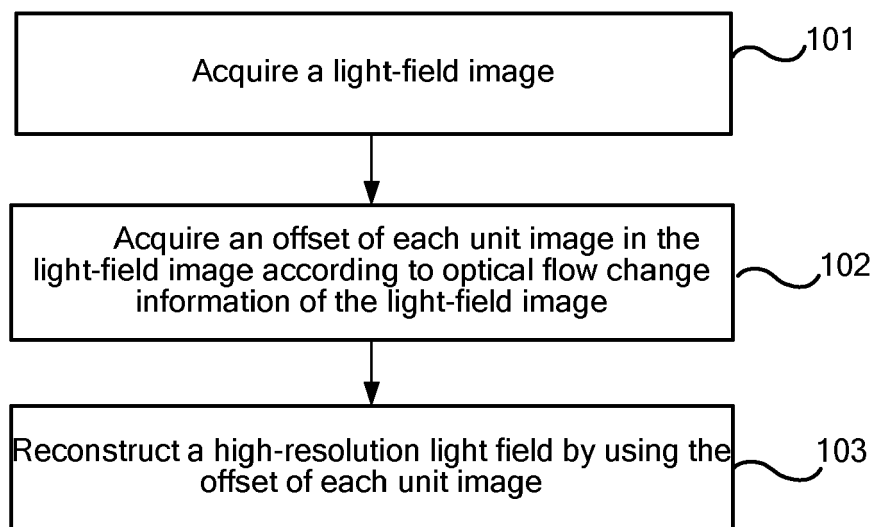 Acquire a light-field image
101
Acquire an offset of each unit image in the
light-field image according to optical flow change
information of the light-field image
102
Reconstruct a high-resolution light field by using the
offset of each unit image
103